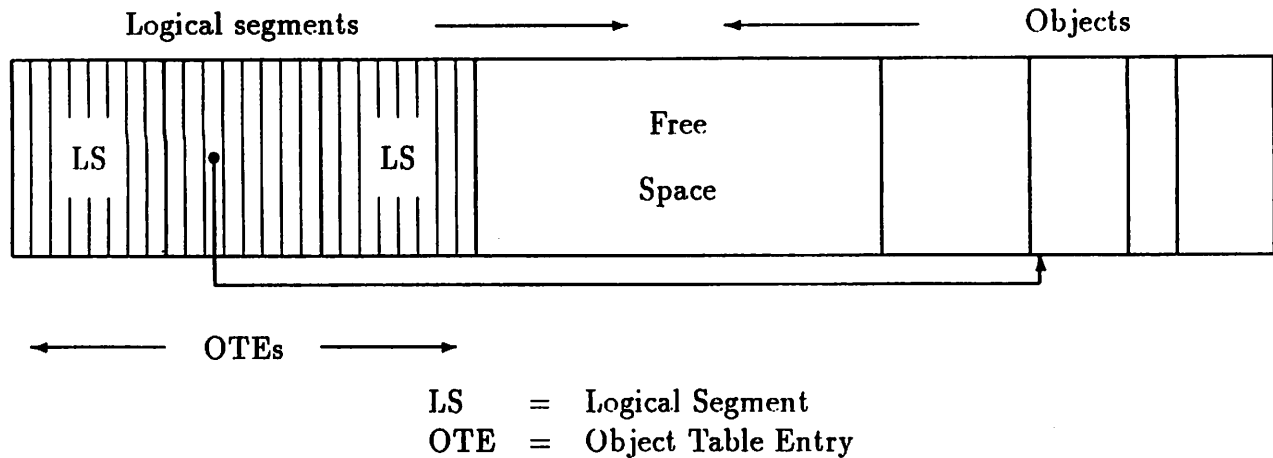 Logical segments Objects
LS LS Free
Space
OTEs
LS = Logical Segment
OTE = Object Table Entry